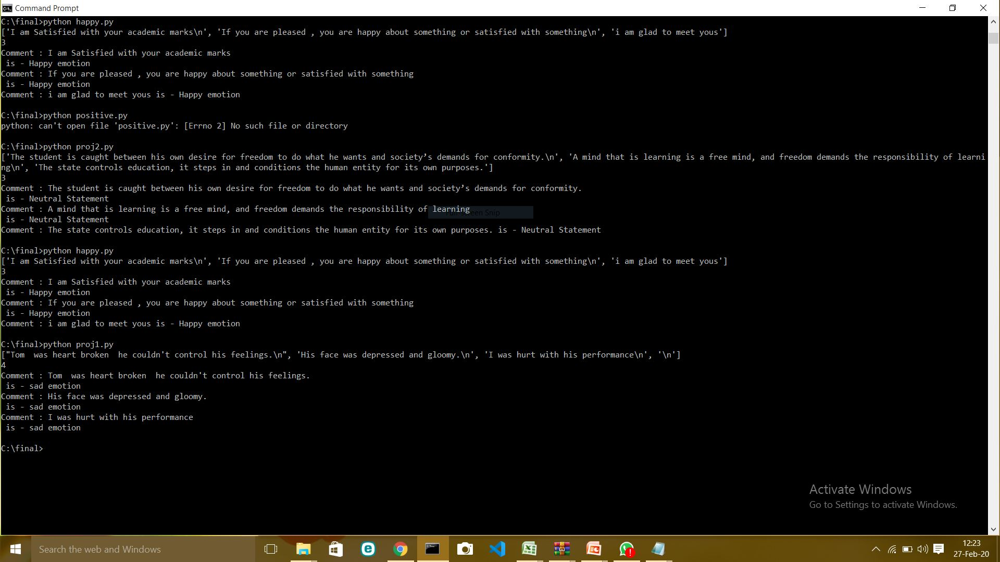 Command Prompt
C:\final>python happy.py
['I am Satisfied with your academic marks\n', 'If you are pleased , you are happy about something or satisfied with something\n', 'i am glad to meet yous']
3
Comment : I am Satisfied with your academic marks
 is - Happy emotion
Comment : If you are pleased , you are happy about something or satisfied with something
 is - Happy emotion
Comment : i am glad to meet yous is - Happy emotion
C:\final>python positive.py
python: can't open file 'positive.py': [Errno 2] No such file or directory
C:\final>python proj2.py
['The student is caught between his own desire for freedom to do what he wants and society’s demands for conformity.\n', 'A mind that is learning is a free mind, and freedom demands the responsibility of learni
ng\n', 'The state controls education, it steps in and conditions the human entity for its own purposes.']
3
Comment : The student is caught between his own desire for freedom to do what he wants and society’s demands for conformity.
 is - Neutral Statement
Comment : A mind that is learning is a free mind, and freedom demands the responsibility of learning
Full-screen Snip
 is - Neutral Statement
Comment : The state controls education, it steps in and conditions the human entity for its own purposes. is - Neutral Statement
C:\final>python happy.py
['I am Satisfied with your academic marks\n', 'If you are pleased , you are happy about something or satisfied with something\n', 'i am glad to meet yous']
3
Comment : I am Satisfied with your academic marks
 is - Happy emotion
Comment : If you are pleased , you are happy about something or satisfied with something
 is - Happy emotion
Comment : i am glad to meet yous is - Happy emotion
C:\final>python proj1.py
["Tom  was heart broken  he couldn't control his feelings.\n", 'His face was depressed and gloomy.\n', 'I was hurt with his performance\n', '\n']
4
Comment : Tom  was heart broken  he couldn't control his feelings.
 is - sad emotion
Comment : His face was depressed and gloomy.
 is - sad emotion
Comment : I was hurt with his performance
 is - sad emotion
C:\final>
Activate Windows
Go to Settings to activate Windows.
Search the web and Windows
12:23
27-Feb-20